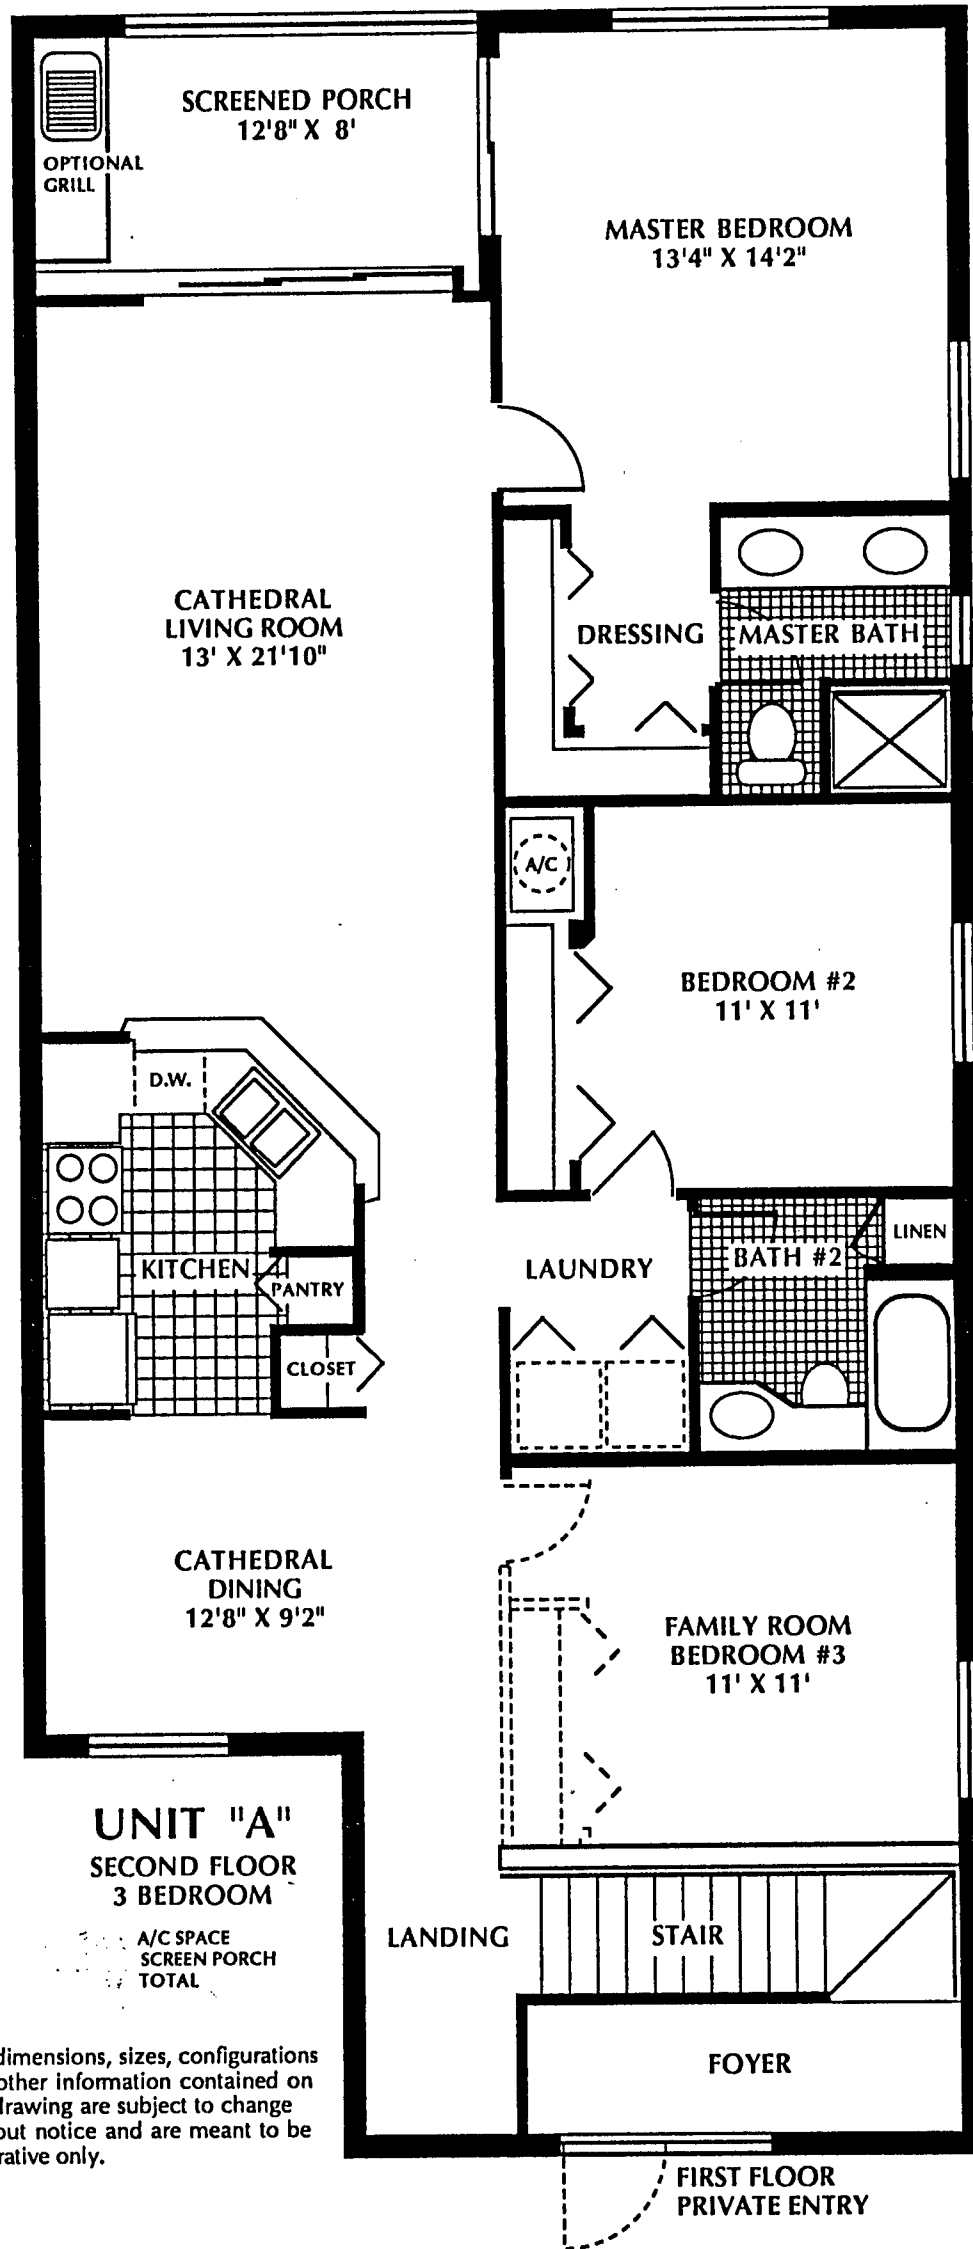 SCREENED PORCH
12'8" X 8'
OPTIONAL
GRILL
MASTER BEDROOM
13'4" X 14'2"
CATHEDRAL
LIVING ROOM
13' X 21'10"
DRESSING
MASTER BATH
A/C
BEDROOM #2
11' X 11'
D.W.
KITCHEN
PANTRY
CLOSET
LAUNDRY
BATH #2
LINEN
CATHEDRAL
DINING
12'8" X 9'2"
FAMILY ROOM
BEDROOM #3
11' X 11'
UNIT "A"
SECOND FLOOR
3 BEDROOM
A/C SPACE
SCREEN PORCH
TOTAL
LANDING
STAIR
FOYER
dimensions, sizes, configurations
other information contained on
drawing are subject to change
out notice and are meant to be
rative only.
FIRST FLOOR
PRIVATE ENTRY